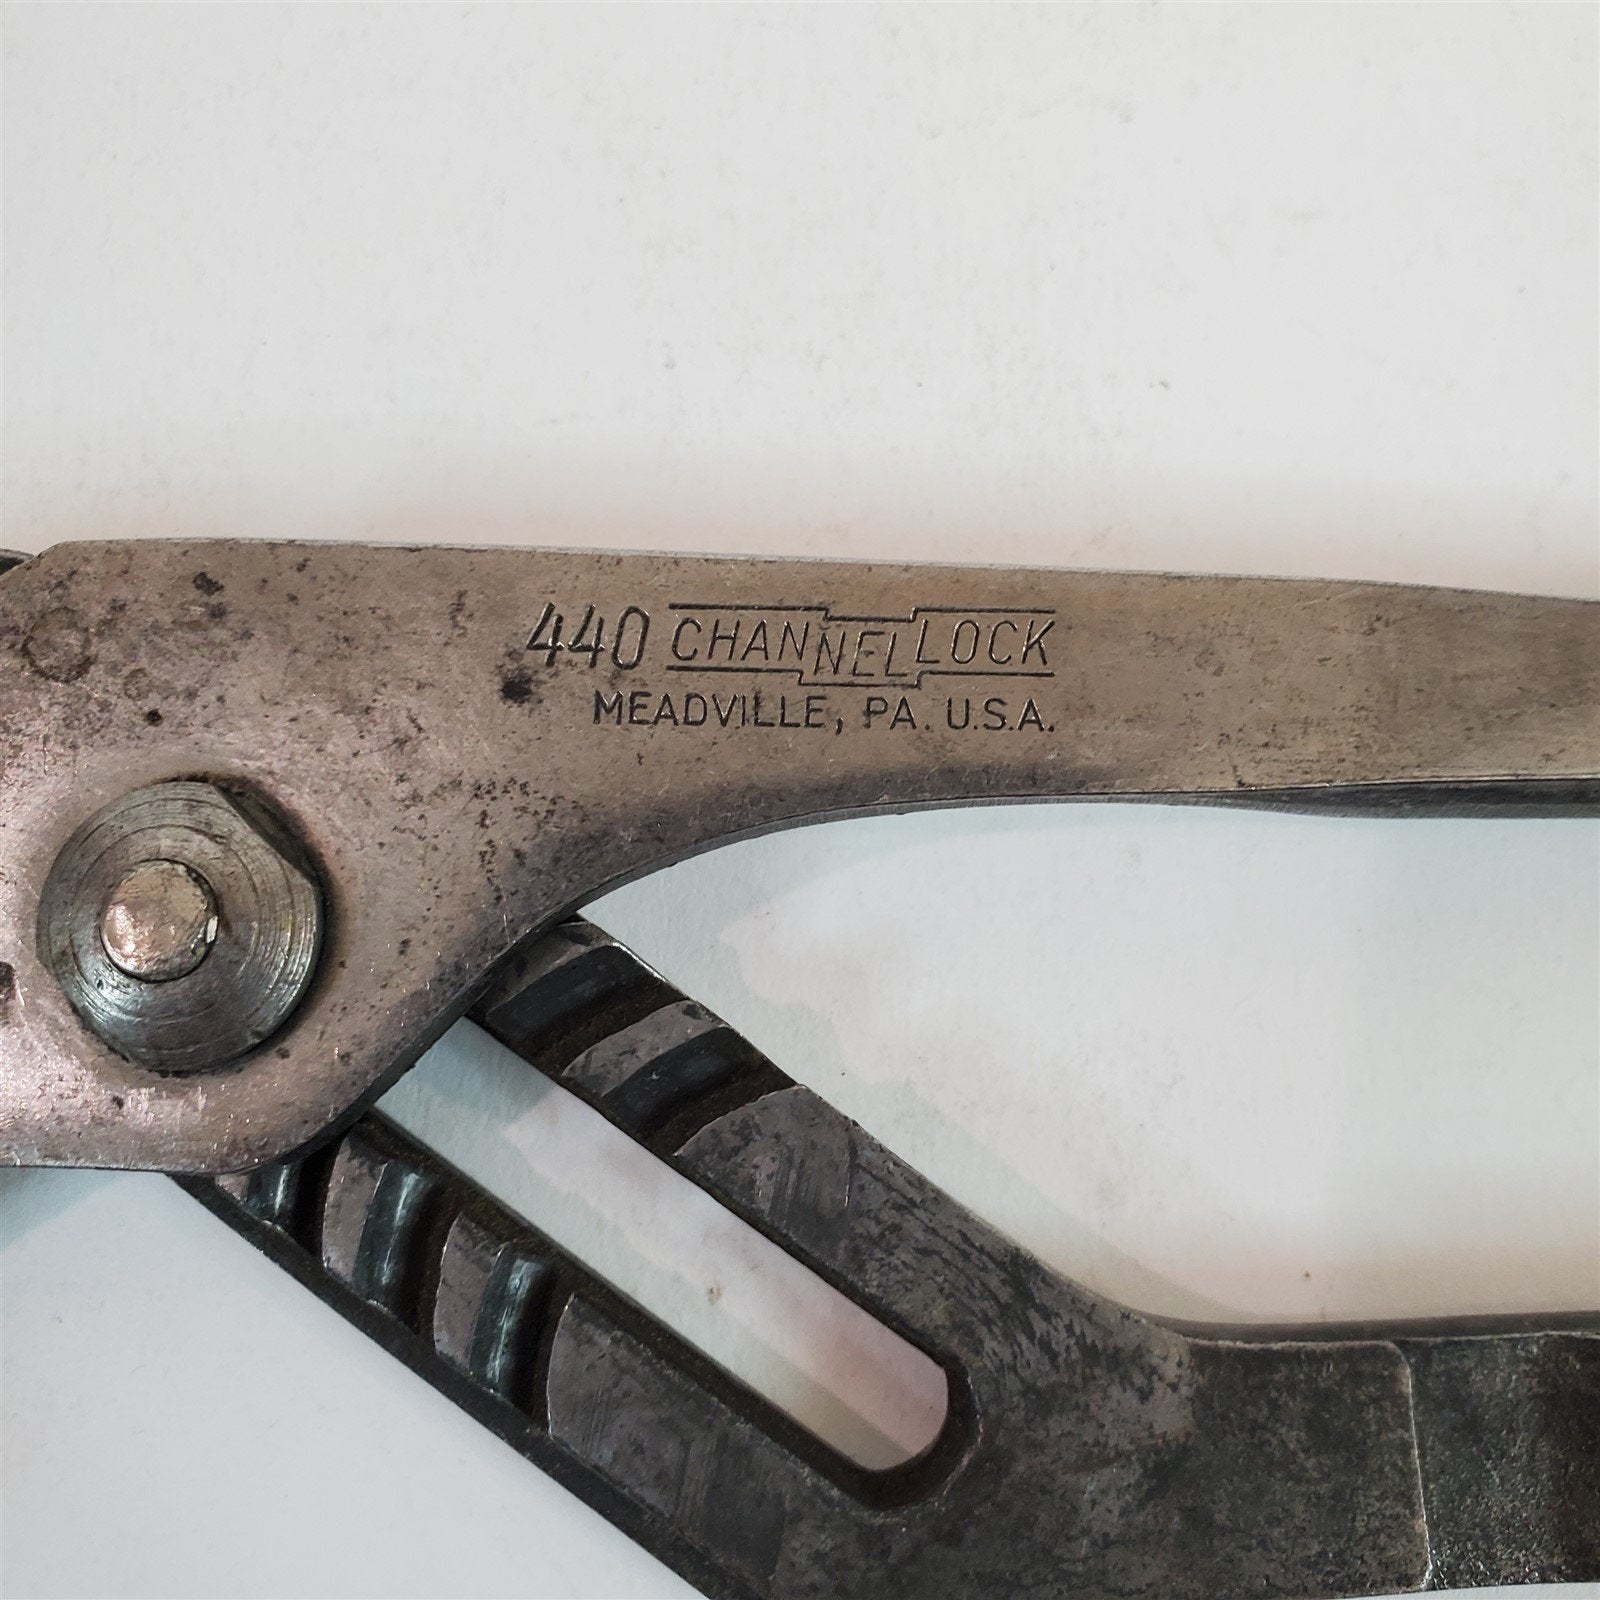 440 CHANNELLOCK
MEADVILLE, PA. U.S.A.